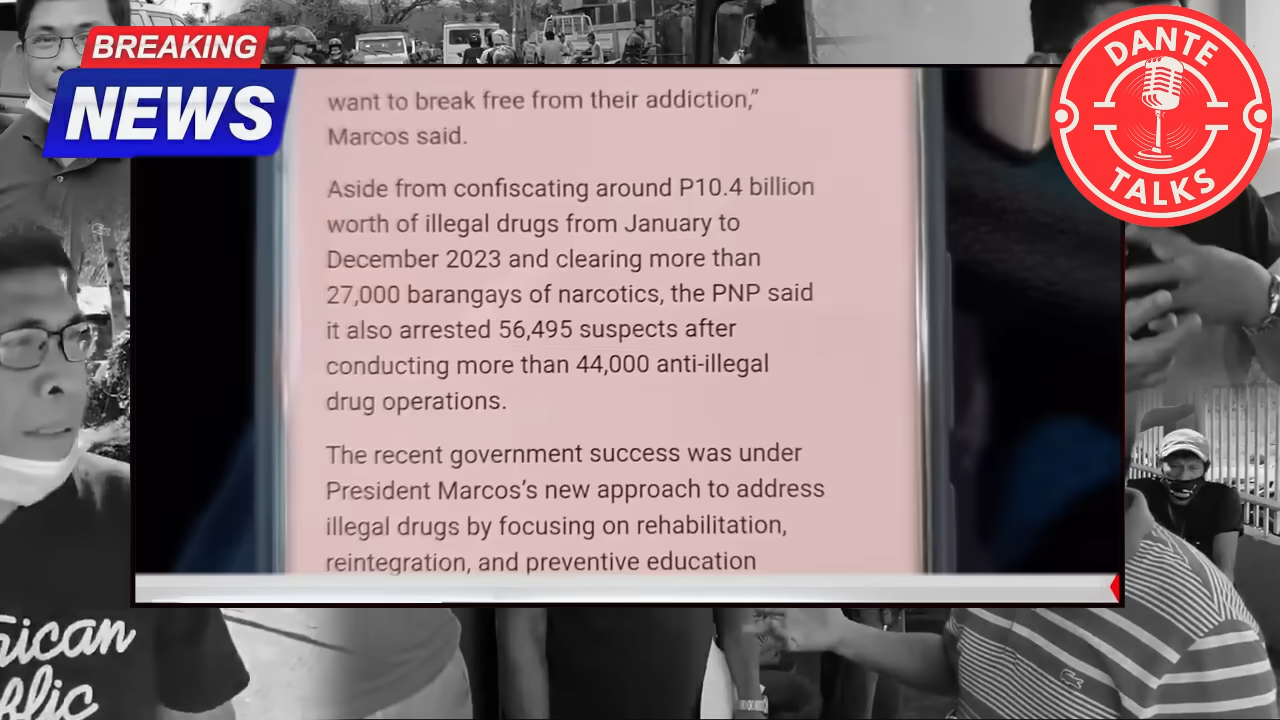 BREAKING
NEWS
DANTE
TALKS
want to break free from their addiction,”
Marcos said.
Aside from confiscating around P10.4 billion
worth of illegal drugs from January to
December 2023 and clearing more than
27,000 barangays of narcotics, the PNP said
it also arrested 56,495 suspects after
conducting more than 44,000 anti-illegal
drug operations.
The recent government success was under
President Marcos’s new approach to address
illegal drugs by focusing on rehabilitation,
reintegration, and preventive education